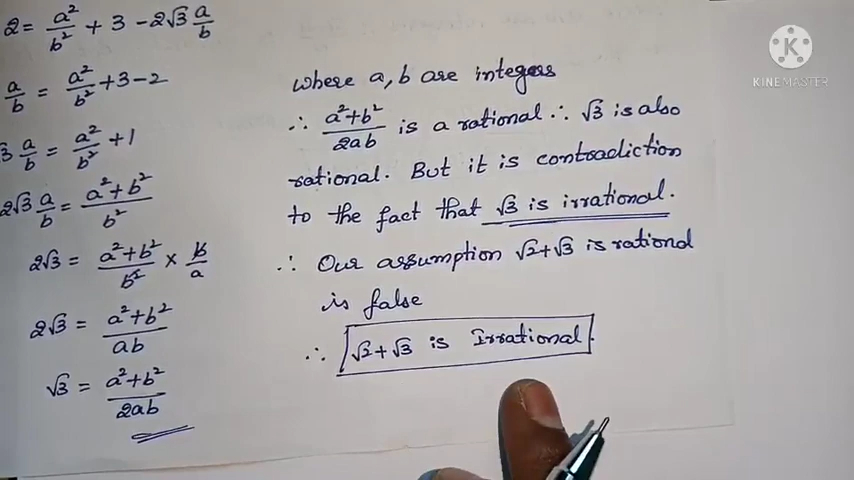 2 = a²/b² + 3 - 2√3 a/b
a/b = a²/b² + 3 - 2
3 a/b = a²/b² + 1
2√3 a/b = a² + b² / b²
2√3 = a² + b² / b² × b/a
2√3 = a² + b² / ab
√3 = a² + b² / 2ab
where a, b are integers
∴ a² + b² / 2ab is a rational ∴ √3 is also
rational. But it is contradiction
to the fact that √3 is irrational.
∴ Our assumption √2+√3 is rational
is false
∴ √2+√3 is Irrational.
K
KINEMASTER